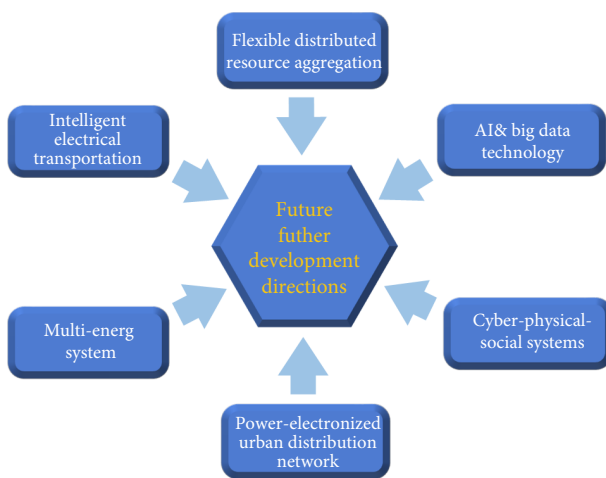 Flexible distributed
resource aggregation
Intelligent
electrical
transportation
AI& big data
technology
Future
futher
development
directions
Multi-energ
system
Cyber-physical-
social systems
Power-electronized
urban distribution
network